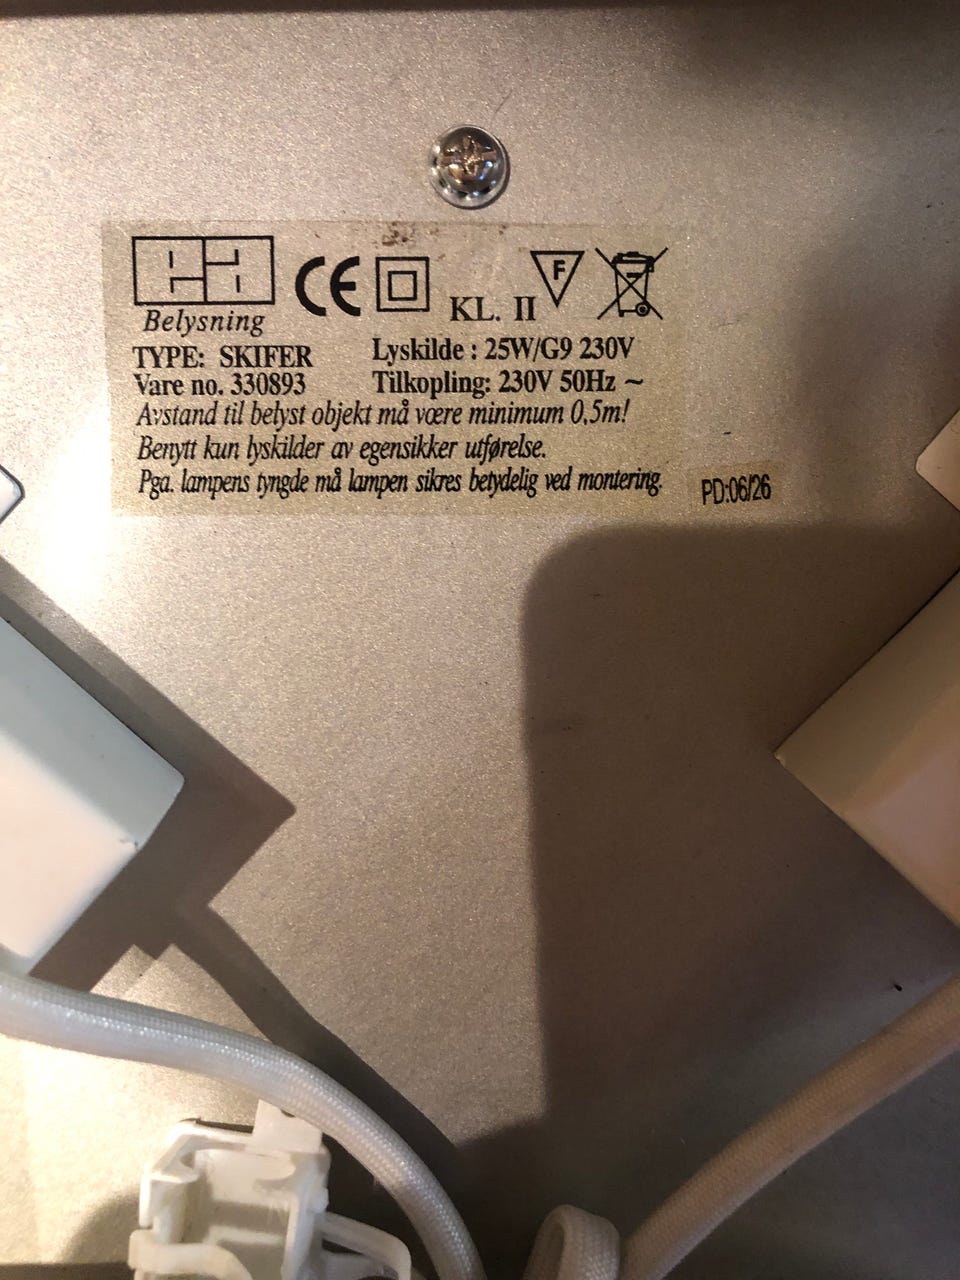 ea
Belysning
CE
KL. II
F
TYPE: SKIFER
Lyskilde : 25W/G9 230V
Vare no. 330893
Tilkopling: 230V 50Hz ~
Avstand til belyst objekt må være minimum 0,5m!
Benytt kun lyskilder av egensikker utførelse.
Pga. lampens tyngde må lampen sikres betydelig ved montering.
PD:06/26